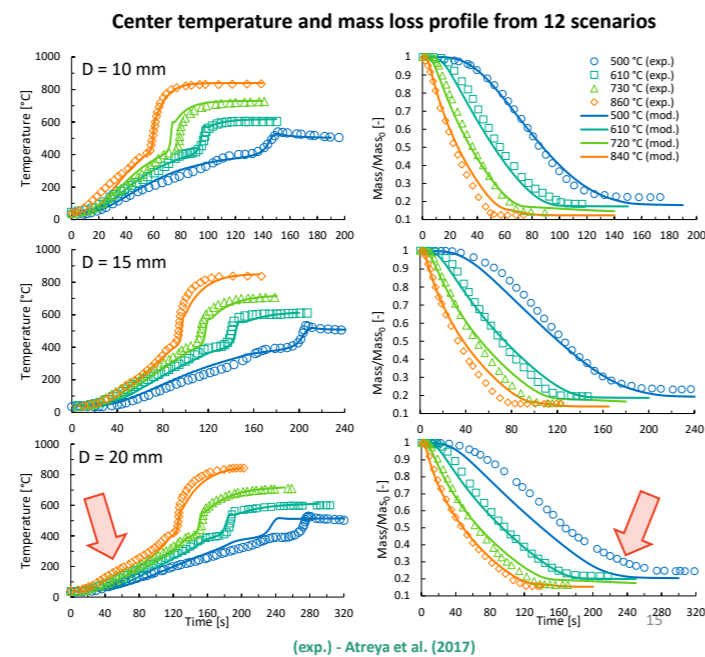 Center temperature and mass loss profile from 12 scenarios
D = 10 mm
Temperature [°C]
1000
800
600
400
200
0
0 20 40 60 80 100 120 140 160 180 200
Mass/Mass0 [-]
1
0.9
0.8
0.7
0.6
0.5
0.4
0.3
0.2
0.1
0 20 40 60 80 100 120 140 160 180 200
500 °C (exp.)
610 °C (exp.)
730 °C (exp.)
860 °C (exp.)
500 °C (mod.)
610 °C (mod.)
720 °C (mod.)
840 °C (mod.)
D = 15 mm
Temperature [°C]
1000
800
600
400
200
0
0 40 80 120 160 200 240
Mass/Mass0 [-]
1
0.9
0.8
0.7
0.6
0.5
0.4
0.3
0.2
0.1
0 40 80 120 160 200 240
D = 20 mm
Temperature [°C]
1000
800
600
400
200
0
0 40 80 120 160 200 240 280 320
Time [s]
Mass/Mas0 [-]
1
0.9
0.8
0.7
0.6
0.5
0.4
0.3
0.2
0.1
0 40 80 120 160 200 240 280 320
Time [s]
15
(exp.) - Atreya et al. (2017)